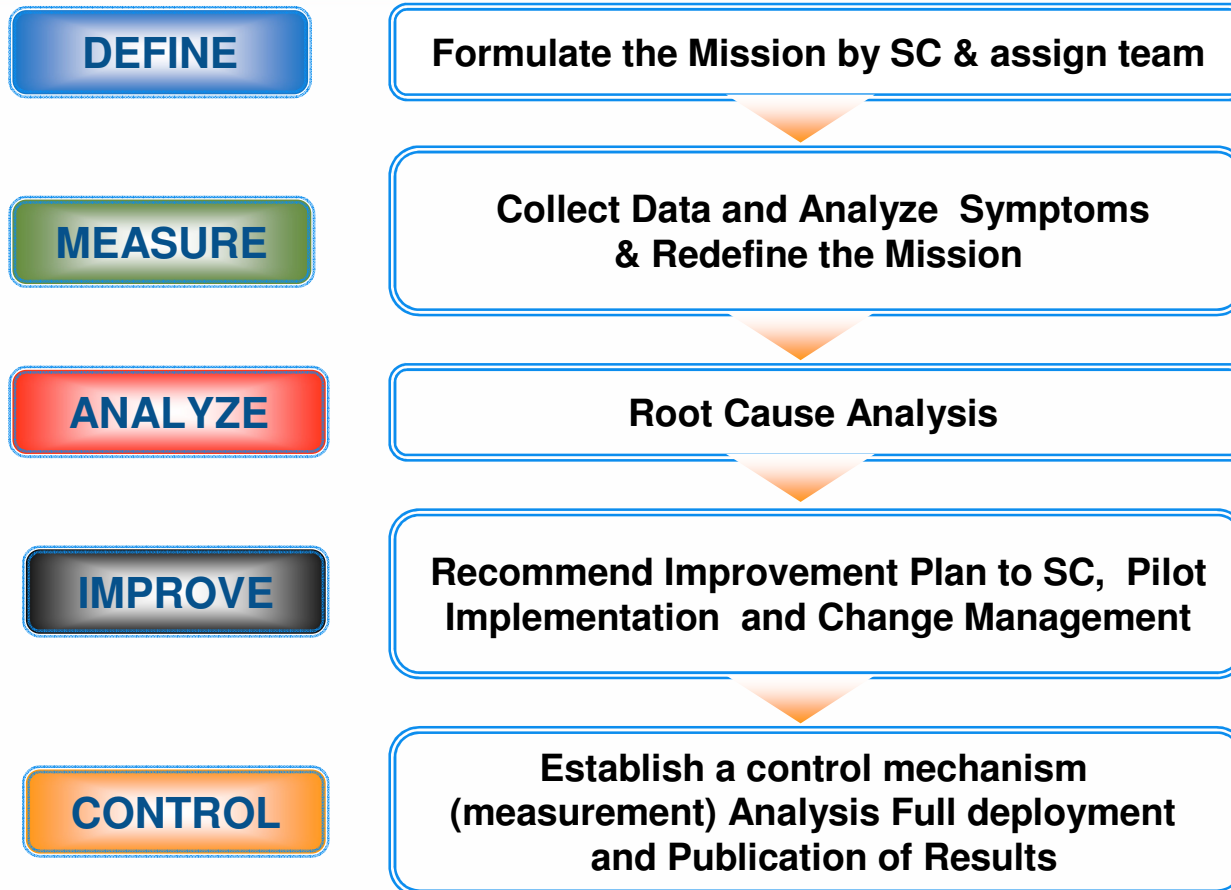 DEFINE
Formulate the Mission by SC & assign team
MEASURE
Collect Data and Analyze Symptoms
& Redefine the Mission
ANALYZE
Root Cause Analysis
IMPROVE
Recommend Improvement Plan to SC, Pilot
Implementation and Change Management
CONTROL
Establish a control mechanism
(measurement) Analysis Full deployment
and Publication of Results